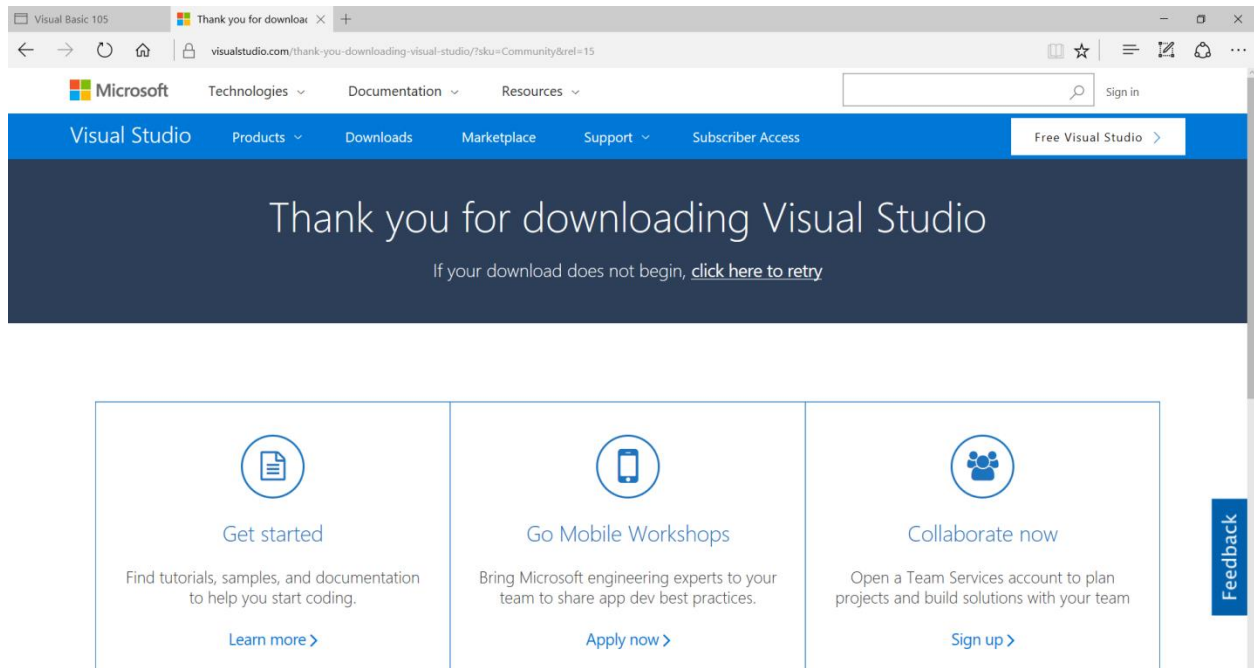 Visual Basic 105
Thank you for downloac
visualstudio.com/thank-you-downloading-visual-studio/?sku=Community&rel=15
Microsoft Technologies Documentation Resources Sign in
Visual Studio Products Downloads Marketplace Support Subscriber Access Free Visual Studio
Thank you for downloading Visual Studio
If your download does not begin, click here to retry
Get started
Find tutorials, samples, and documentation
to help you start coding.
Learn more
Go Mobile Workshops
Bring Microsoft engineering experts to your
team to share app dev best practices.
Apply now
Collaborate now
Open a Team Services account to plan
projects and build solutions with your team
Sign up
Feedback